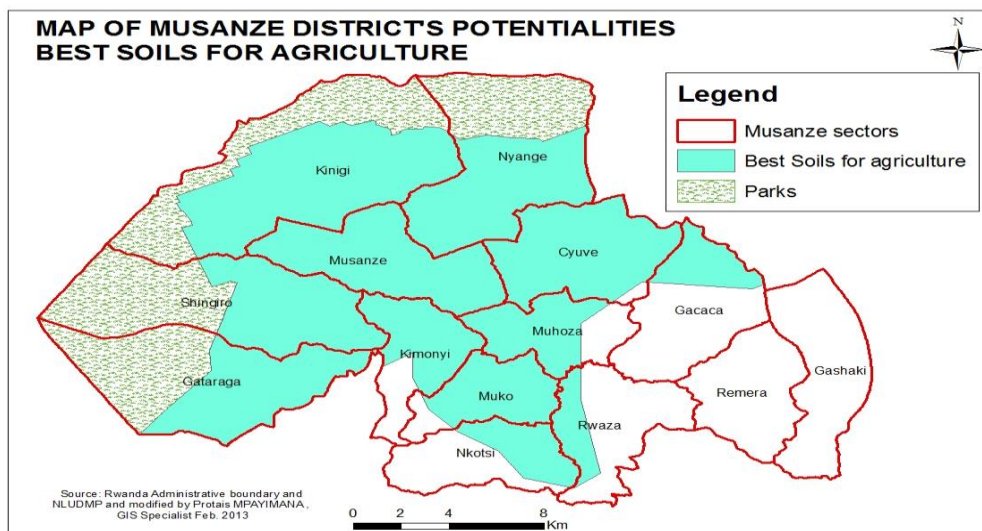 MAP OF MUSANZE DISTRICT'S POTENTIALITIES
BEST SOILS FOR AGRICULTURE
N
Legend
Musanze sectors
Best Soils for agriculture
Parks
Kinigi
Nyange
Musanze
Cyuve
Shingiro
Gacaca
Muhoza
Kimonyi
Gashaki
Gataraga
Muko
Remera
Rwaza
Nkotsi
Source: Rwanda Administrative boundary and
NLUDMP and modified by Protais MPAYIMANA,
GIS Specialist Feb. 2013
0 2 4 8
Km